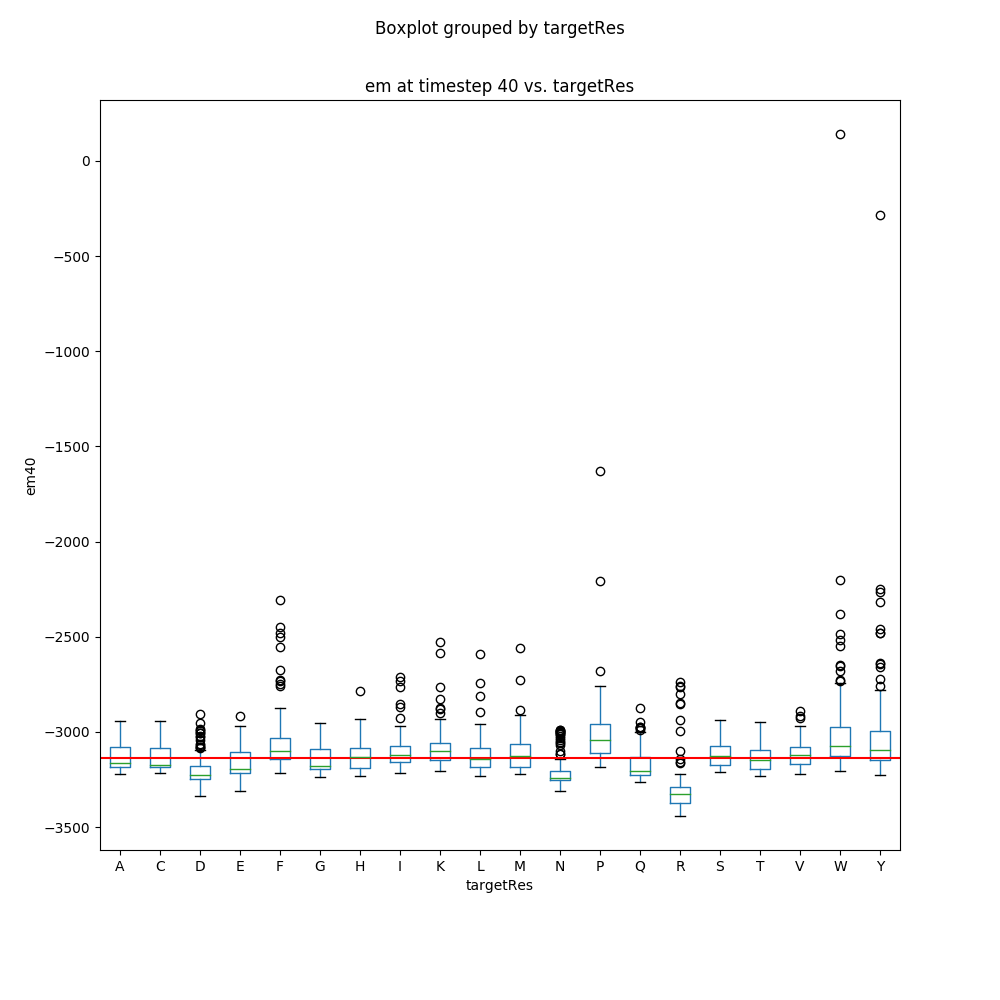 Boxplot grouped by targetRes
em at timestep 40 vs. targetRes
0
−500
−1000
−1500
−2000
−2500
−3000
−3500
em40
A C D E F G H I K L M N P Q R S T V W Y
targetRes